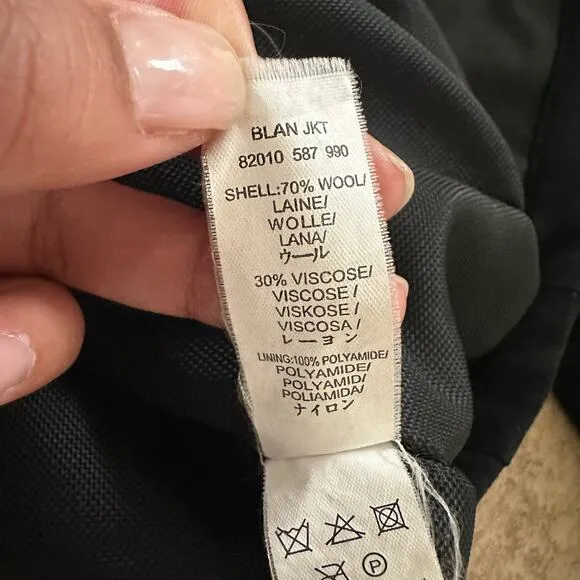 BLAN JKT
82010 587 990
SHELL:70% WOOL/
LAINE/
WOLLE/
LANA/
ウール
30% VISCOSE/
VISCOSE /
VISKOSE /
VISCOSA /
レーヨン
LINING:100% POLYAMIDE/
POLYAMIDE/
POLYAMID/
POLIAMIDA/
ナイロン
P